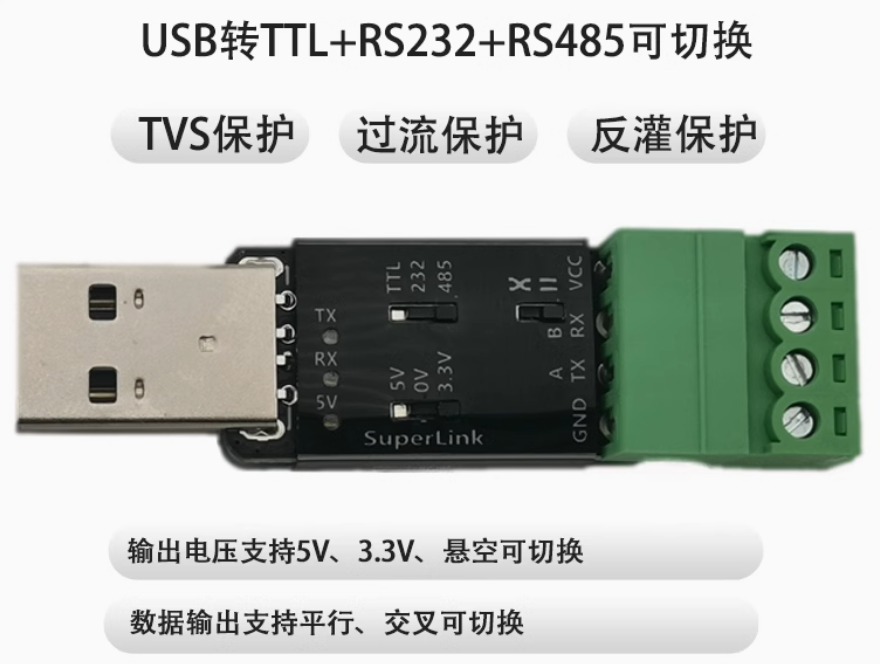 USB转TTL+RS232+RS485可切换
TVS保护 过流保护 反灌保护
TTL
232
485
X
=
VCC
RX
B
TX
A
GND
TX
RX
5V
5V
0V
3.3V
SuperLink
输出电压支持5V、3.3V、悬空可切换
数据输出支持平行、交叉可切换